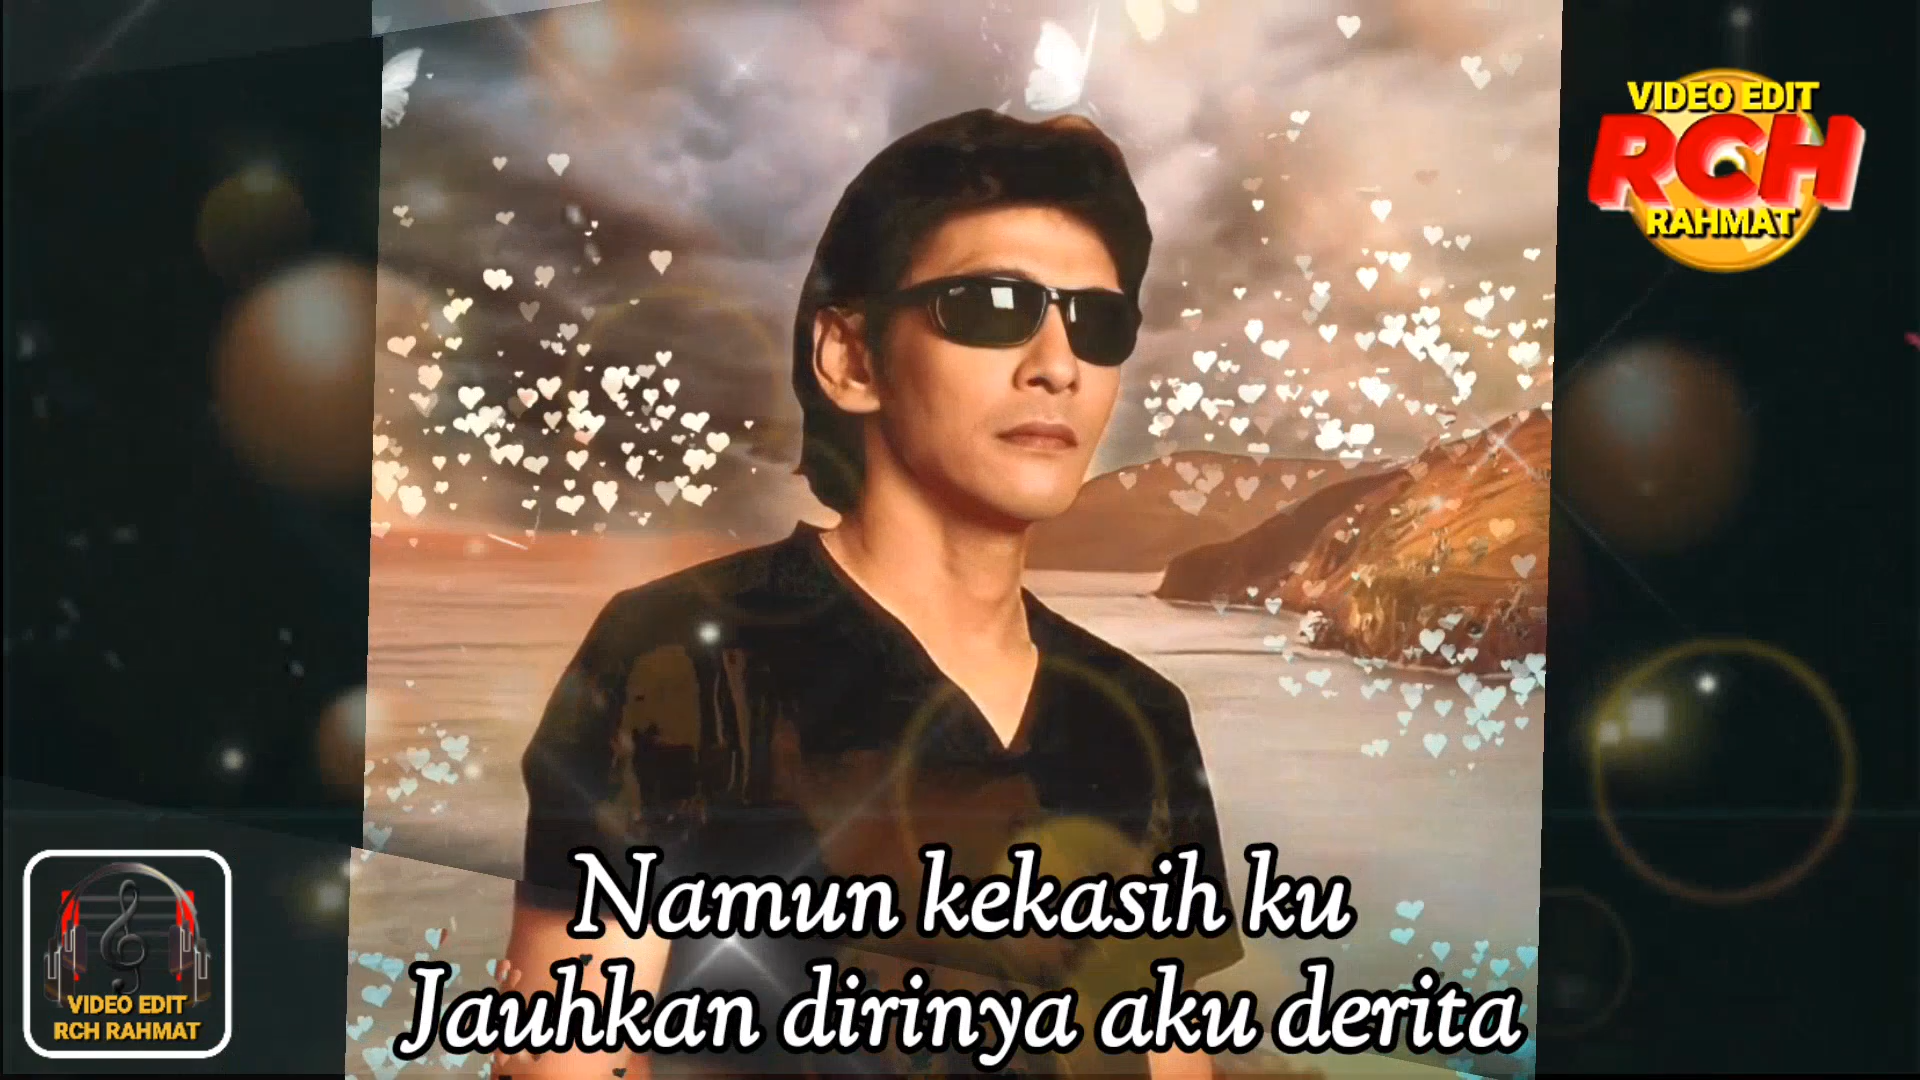 VIDEO EDIT
RCH
RAHMAT
Namun kekasih ku
Jauhkan dirinya aku derita
VIDEO EDIT
RCH RAHMAT